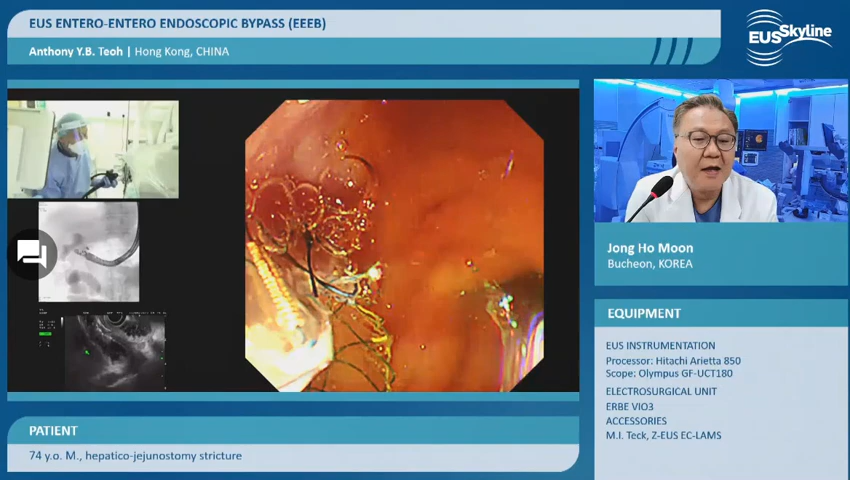 EUS ENTERO-ENTERO ENDOSCOPIC BYPASS (EEEB)
Anthony Y.B. Teoh | Hong Kong, CHINA
EUSSkyline
Jong Ho Moon
Bucheon, KOREA
EQUIPMENT
EUS INSTRUMENTATION
Processor: Hitachi Arietta 850
Scope: Olympus GF-UCT180
ELECTROSURGICAL UNIT
ERBE VIO3
ACCESSORIES
M.I. Teck, Z-EUS EC-LAMS
PATIENT
74 y.o. M., hepatico-jejunostomy stricture